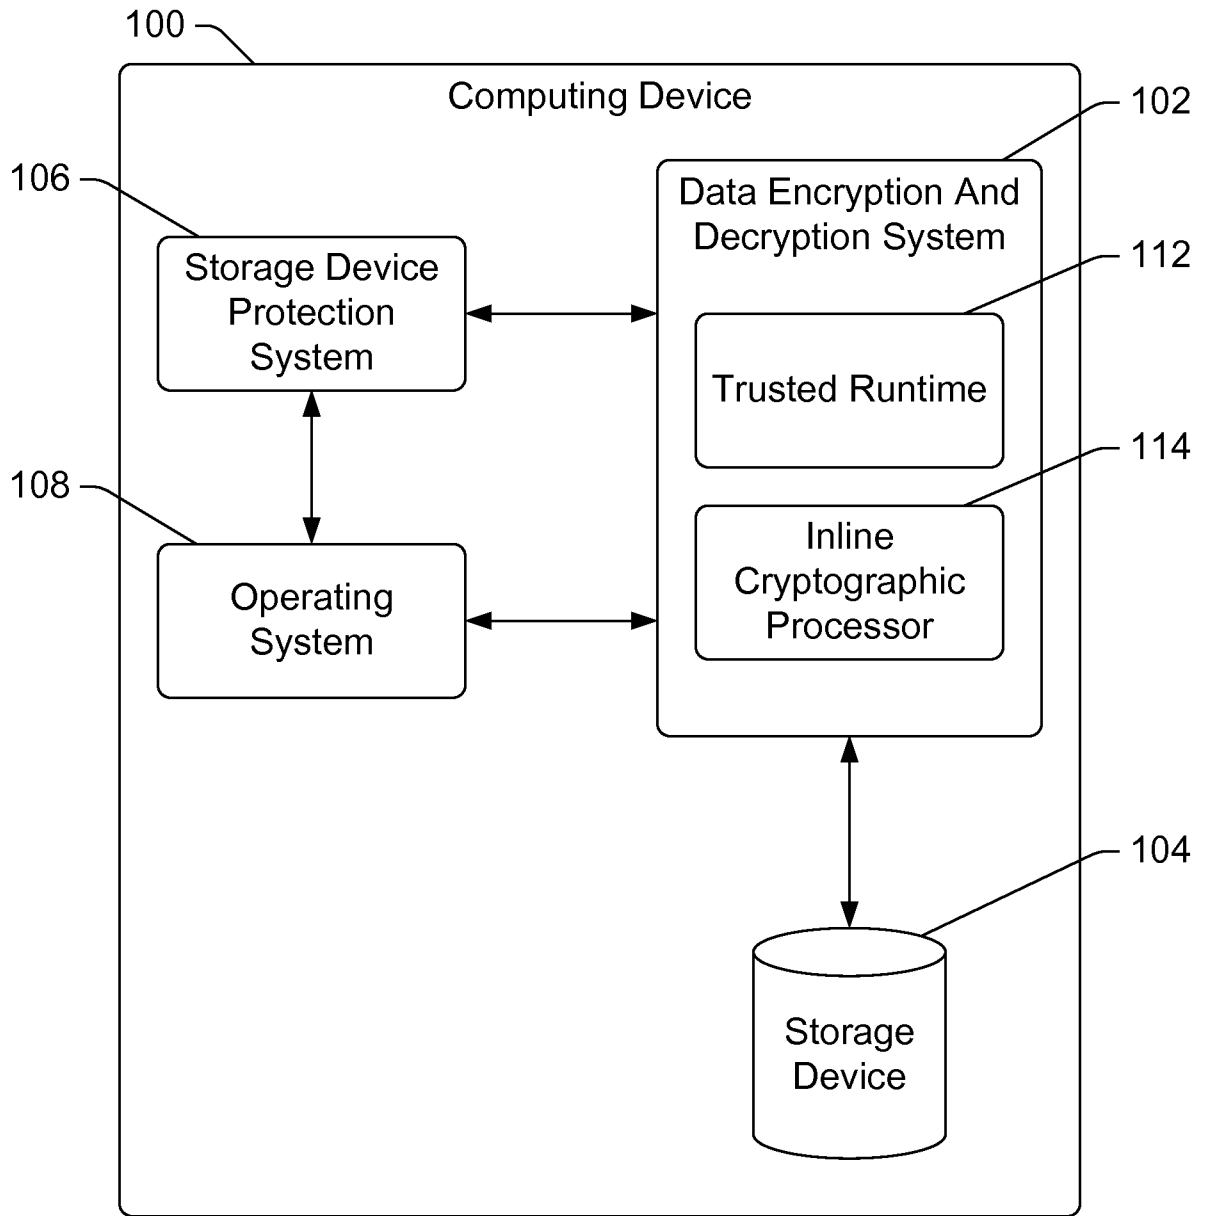 100
Computing Device
102
106
Data Encryption And
Decryption System
112
Storage Device
Protection
System
Trusted Runtime
114
108
Inline
Cryptographic
Processor
Operating
System
104
Storage
Device